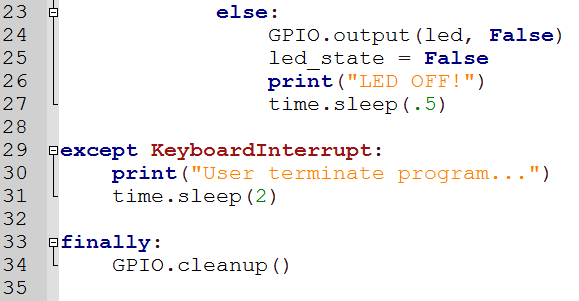 23 else:
24 GPIO.output(led, False)
25 led_state = False
26 print("LED OFF!")
27 time.sleep(.5)
28
29 except KeyboardInterrupt:
30 print("User terminate program...")
31 time.sleep(2)
32
33 finally:
34 GPIO.cleanup()
35